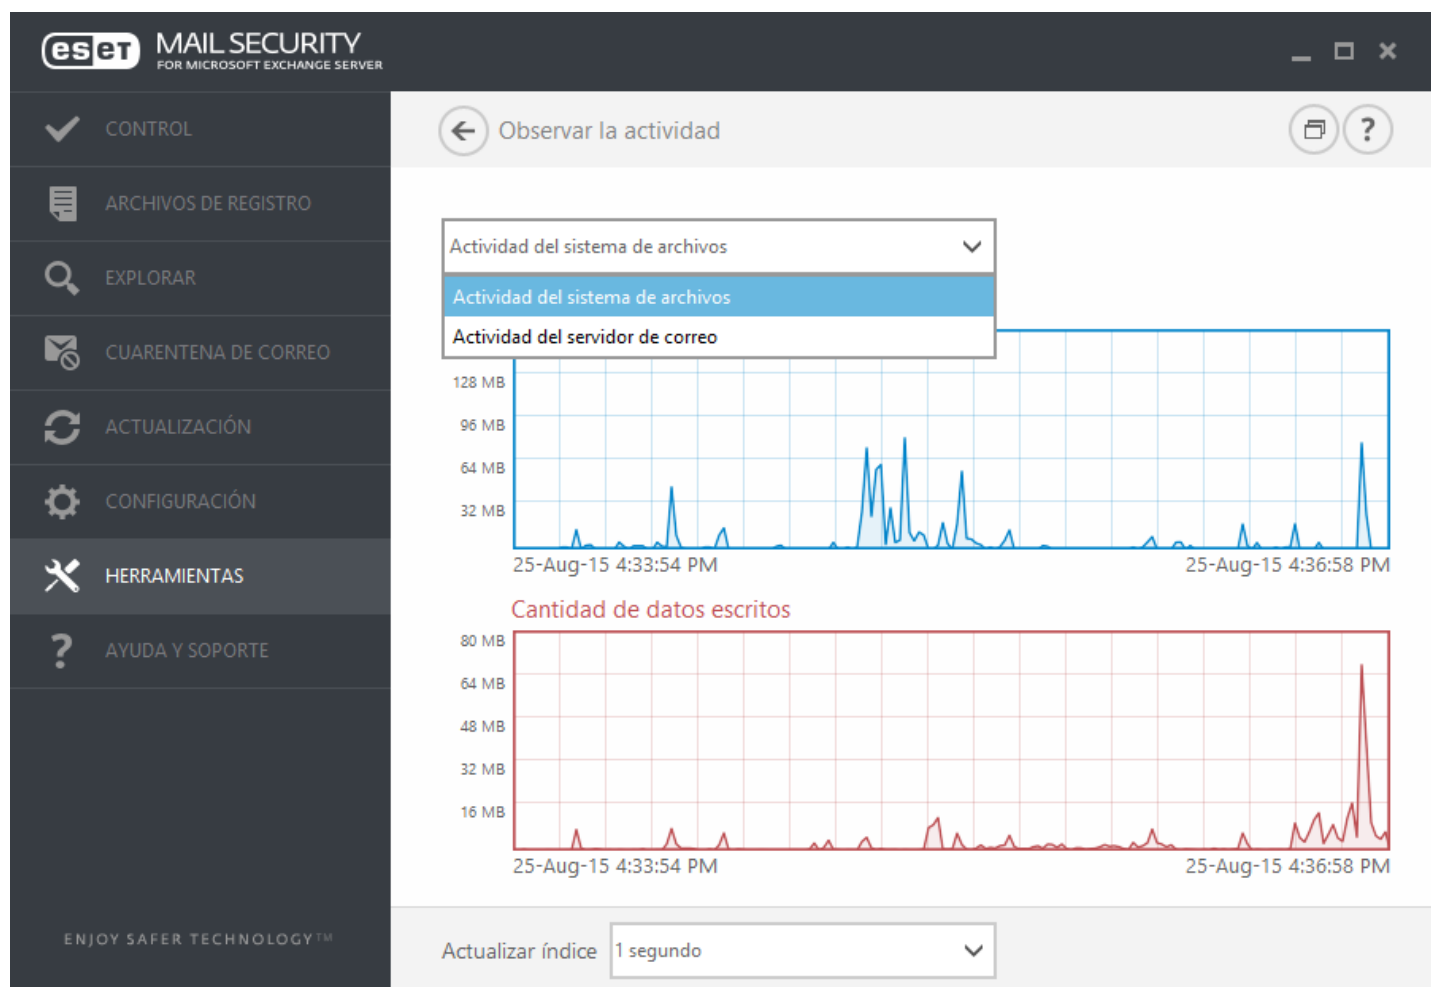 eset MAIL SECURITY
FOR MICROSOFT EXCHANGE SERVER
CONTROL
ARCHIVOS DE REGISTRO
EXPLORAR
CUARENTENA DE CORREO
ACTUALIZACIÓN
CONFIGURACIÓN
HERRAMIENTAS
? AYUDA Y SOPORTE
ENJOY SAFER TECHNOLOGY™
Observar la actividad
?
Actividad del sistema de archivos
Actividad del sistema de archivos
Actividad del servidor de correo
128 MB
96 MB
64 MB
32 MB
25-Aug-15 4:33:54 PM 25-Aug-15 4:36:58 PM
Cantidad de datos escritos
80 MB
64 MB
48 MB
32 MB
16 MB
25-Aug-15 4:33:54 PM 25-Aug-15 4:36:58 PM
Actualizar índice 1 segundo